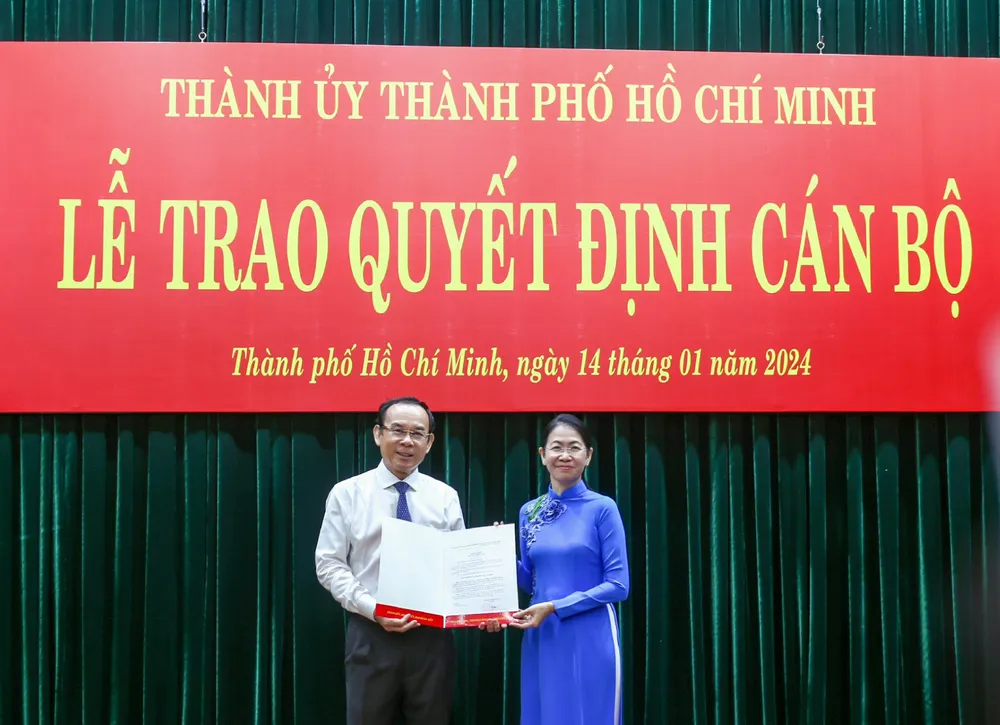 THÀNH ỦY THÀNH PHỐ HỒ CHÍ MINH
LỄ TRAO QUYẾT ĐỊNH CÁN BỘ
Thành phố Hồ Chí Minh, ngày 14 tháng 01 năm 2024